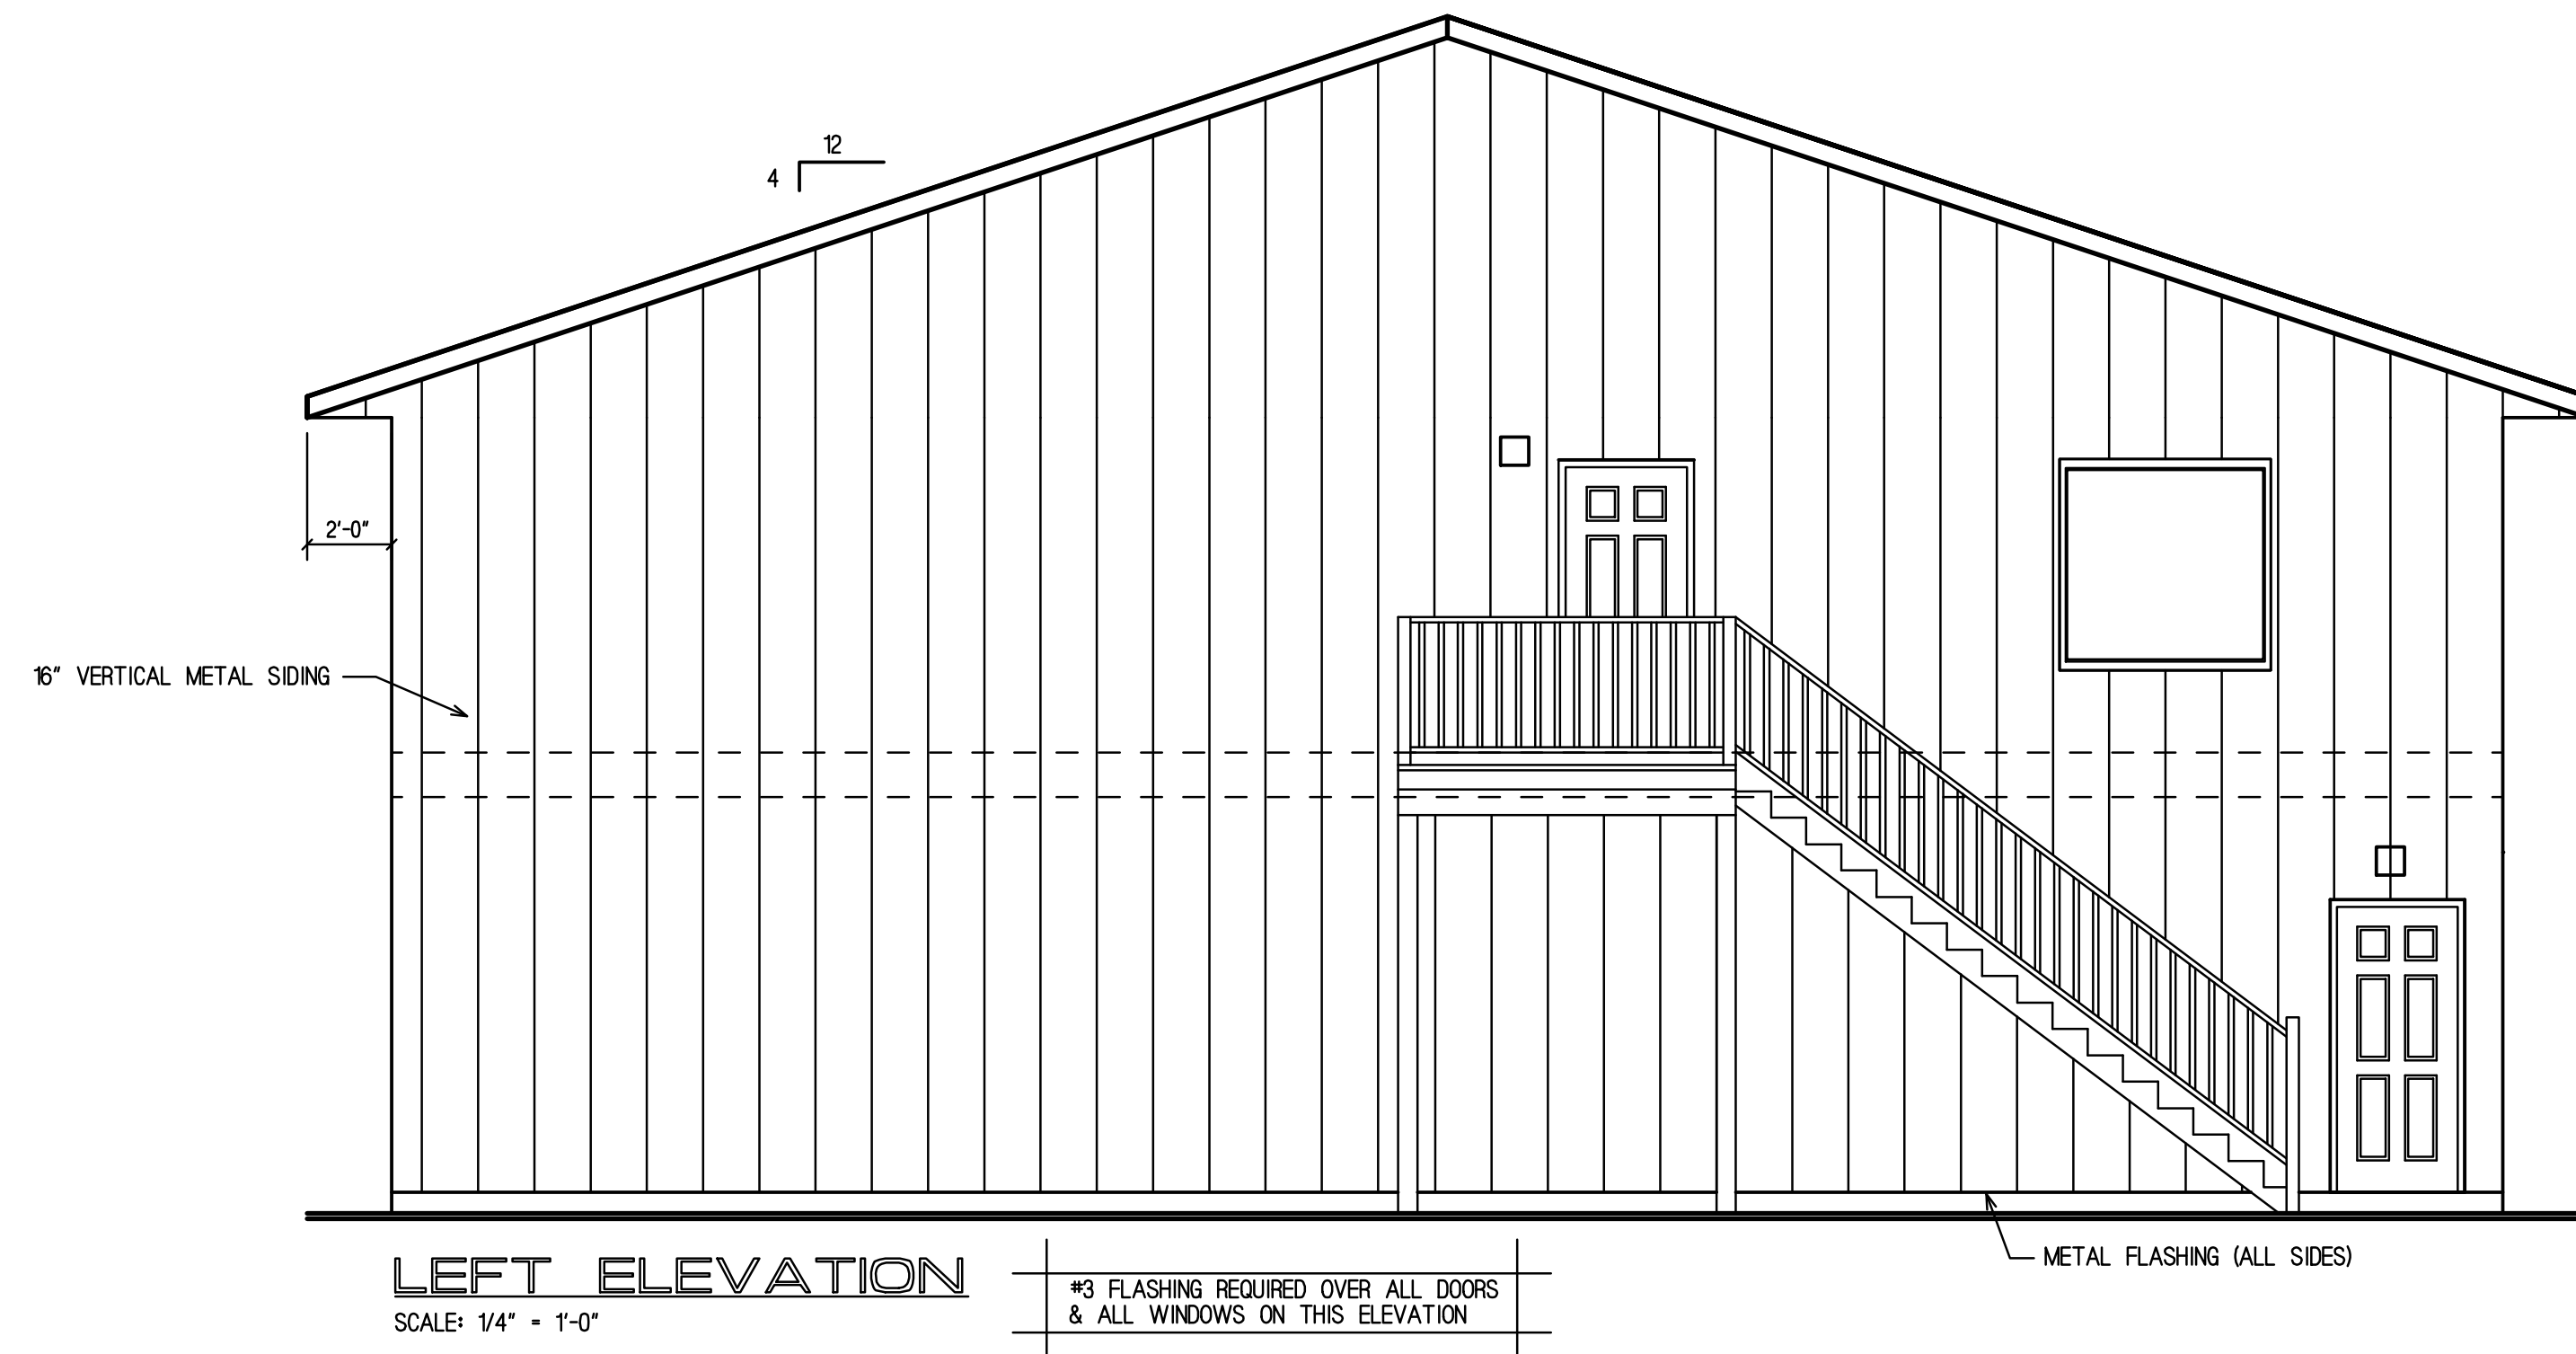 12
4
2'-0"
16" VERTICAL METAL SIDING
METAL FLASHING (ALL SIDES)
LEFT ELEVATION
SCALE: 1/4" = 1'-0"
#3 FLASHING REQUIRED OVER ALL DOORS
& ALL WINDOWS ON THIS ELEVATION